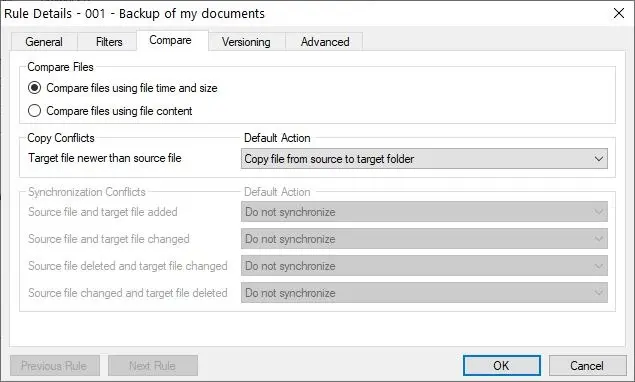 Rule Details - 001 - Backup of my documents
General Filters Compare Versioning Advanced
Compare Files
Compare files using file time and size
Compare files using file content
Copy Conflicts Default Action
Target file newer than source file Copy file from source to target folder
Synchronization Conflicts Default Action
Source file and target file added Do not synchronize
Source file and target file changed Do not synchronize
Source file deleted and target file changed Do not synchronize
Source file changed and target file deleted Do not synchronize
Previous Rule Next Rule OK Cancel